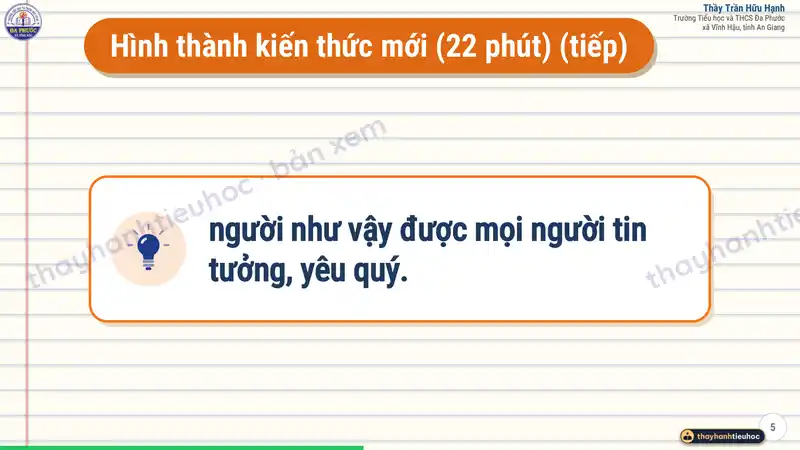 Thầy Trần Hữu Hạnh
Trường Tiểu học và THCS Đa Phước
xã Vĩnh Hậu, tỉnh An Giang
ĐA PHƯỚC
Hình thành kiến thức mới (22 phút) (tiếp)
thayhanhtieuhoc · bản xem
người như vậy được mọi người tin
tưởng, yêu quý.
thayhanhtie
thayhanhtieuhoc
5